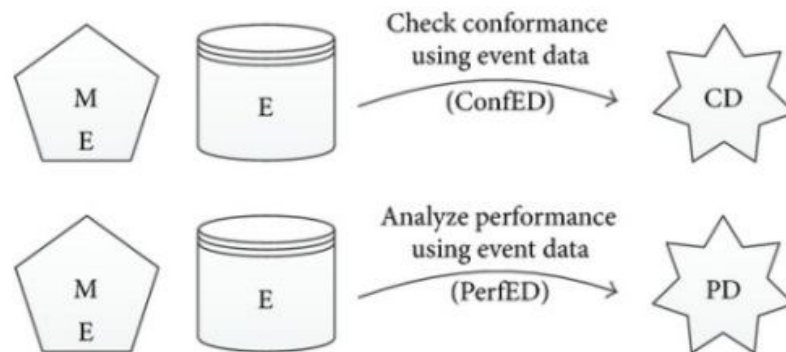 Check conformance
using event data
(ConfED)
M
E
E
CD
Analyze performance
using event data
(PerfED)
M
E
E
PD